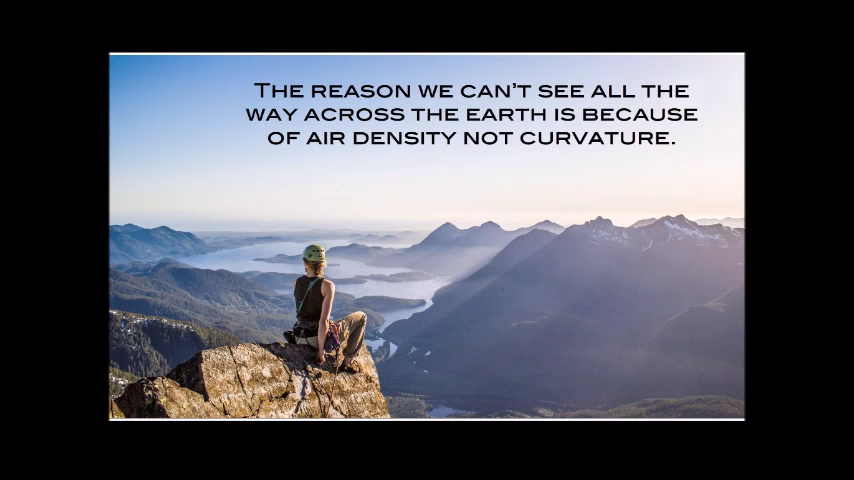 THE REASON WE CAN'T SEE ALL THE
WAY ACROSS THE EARTH IS BECAUSE
OF AIR DENSITY NOT CURVATURE.